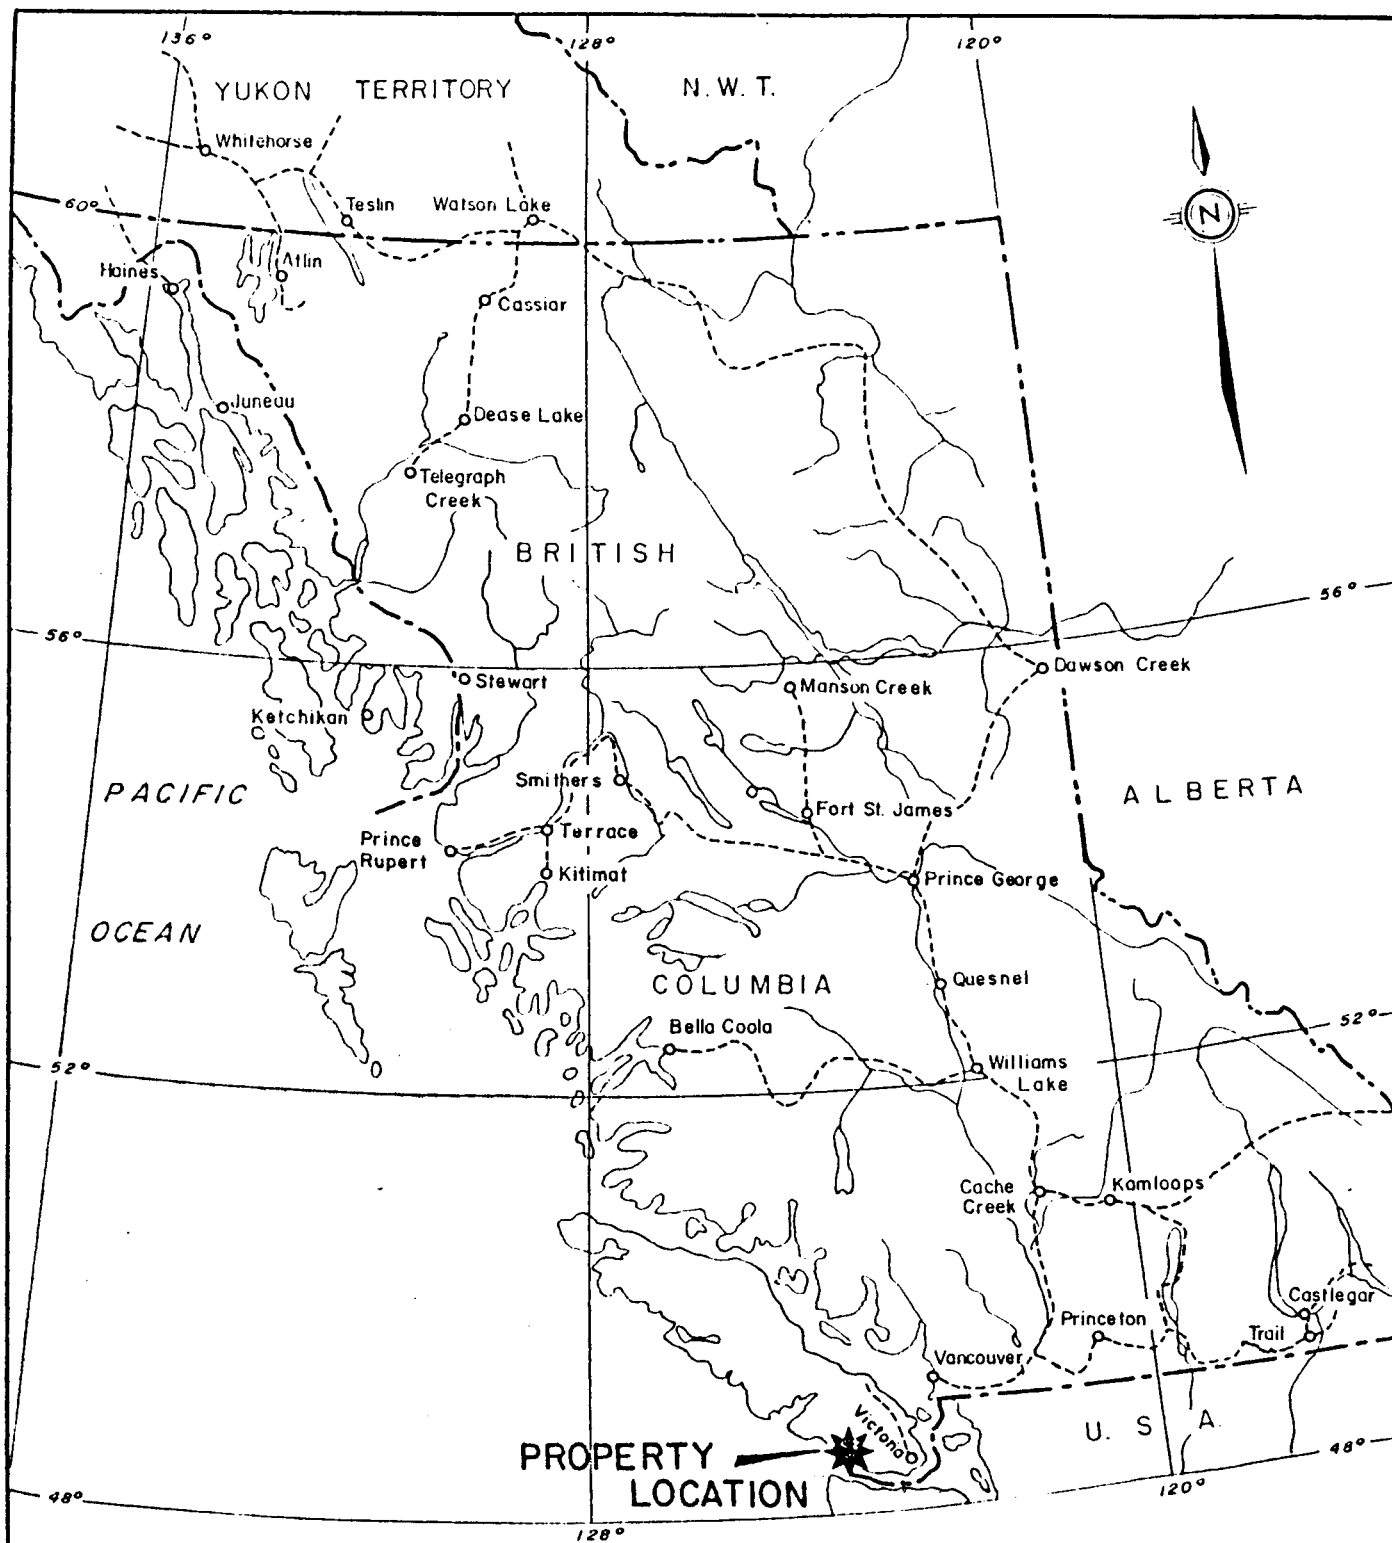 136°
128°
120°
YUKON TERRITORY
N.W.T.
Whitehorse
N
60°
Teslin
Watson Lake
Haines
Atlin
Cassiar
Juneau
Dease Lake
Telegraph
Creek
BRITISH
56°
56°
Dawson Creek
Stewart
Manson Creek
Ketchikan
PACIFIC
Smithers
ALBERTA
Fort St. James
Terrace
Prince
Rupert
Kitimat
Prince George
OCEAN
COLUMBIA
Quesnel
52°
Bella Coola
Williams
Lake
52°
Cache
Creek
Kamloops
Castlegar
Princeton
Trail
Vancouver
Victoria
U.S.A.
PROPERTY
LOCATION
48°
48°
120°
128°